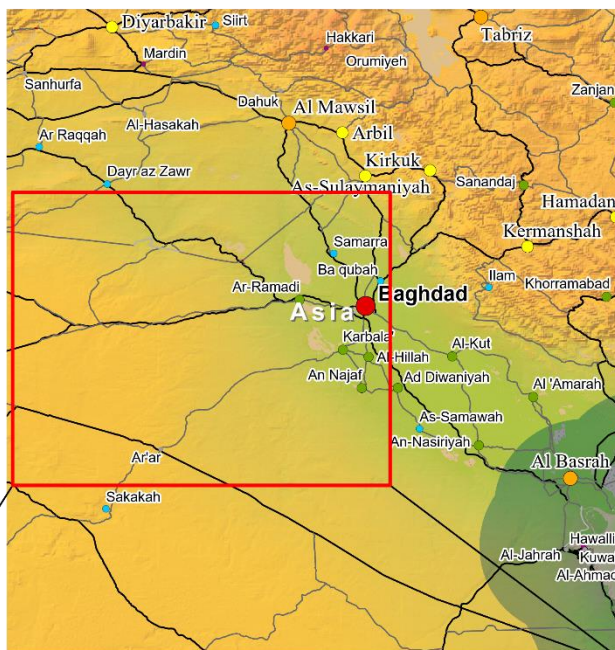 Diyarbakir
Siirt
Hakkari
Tabriz
Mardin
Orumiyeh
Sanhurfa
Zanjan
Dahuk
Al Mawsil
Al-Hasakah
Arbil
Ar Raqqah
Kirkuk
Dayr az Zawr
As-Sulaymaniyah
Sanandaj
Hamadan
Kermanshah
Samarra
Ba qubah
Ilam
Khorramabad
Ar-Ramadi
Baghdad
Asia
Karbala'
Al-Kut
Al-Hillah
An Najaf
Ad Diwaniyah
Al 'Amarah
As-Samawah
An-Nasiriyah
Ar'ar
Al Basrah
Sakakah
Hawalli
Al-Jahrah
Kuwa
Al-Ahmad